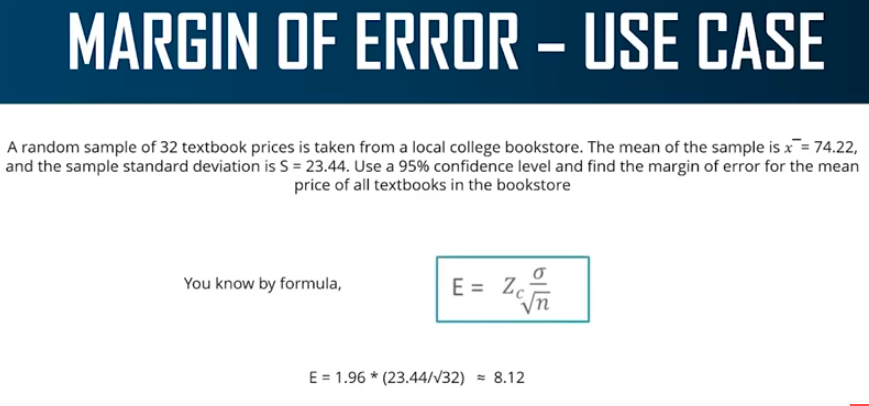 MARGIN OF ERROR – USE CASE
A random sample of 32 textbook prices is taken from a local college bookstore. The mean of the sample is x̅ = 74.22,
and the sample standard deviation is S = 23.44. Use a 95% confidence level and find the margin of error for the mean
price of all textbooks in the bookstore
You know by formula, E = Z_c σ/√n
E = 1.96 * (23.44/√32) ≈ 8.12